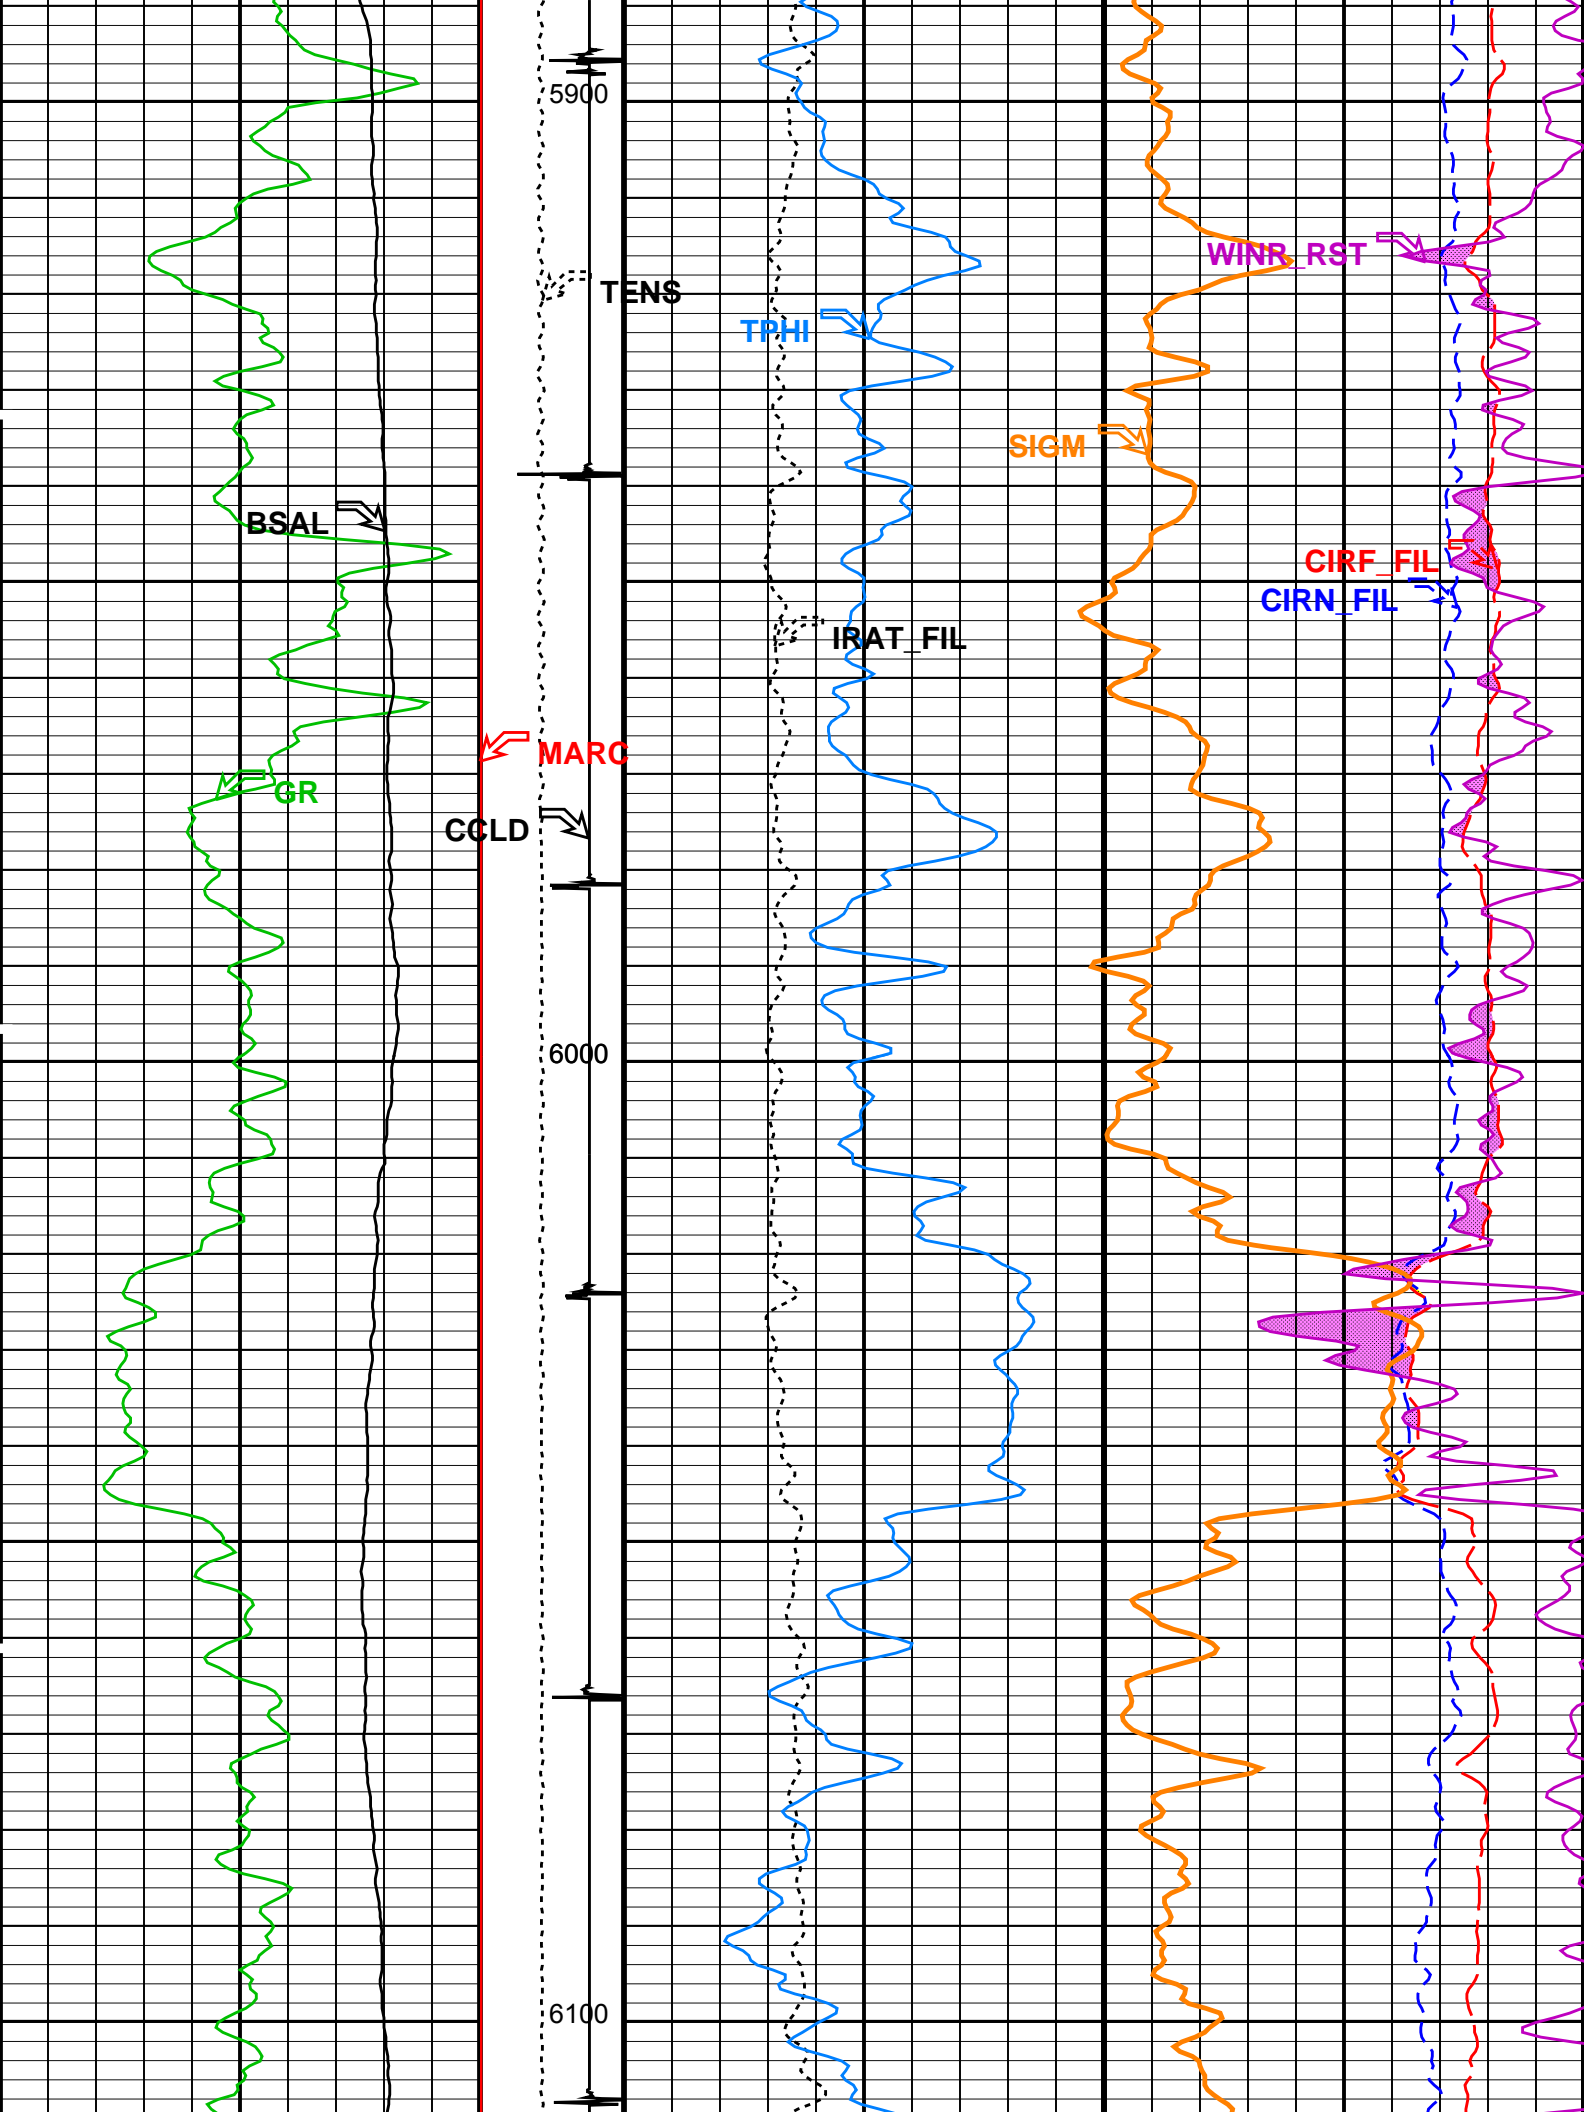 5900
WINR_RST
TENS
TPHI
SIGM
BSAL
CIRF_FIL
CIRN_FIL
IRAT_FIL
MARC
GR
CCLD
6000
6100